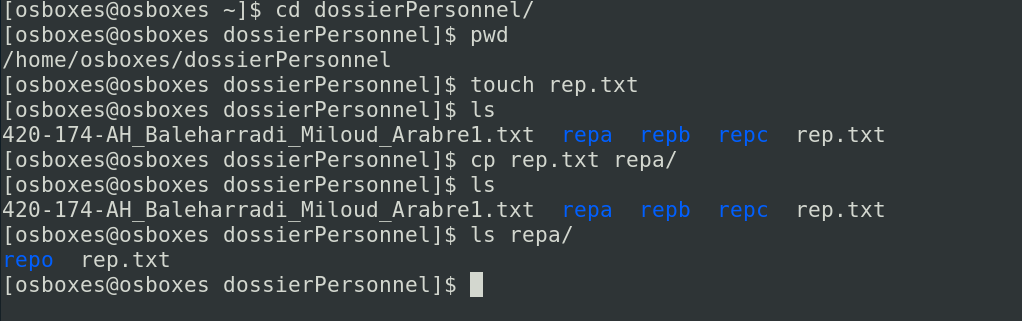 [osboxes@osboxes ~]$ cd dossierPersonnel/
[osboxes@osboxes dossierPersonnel]$ pwd
/home/osboxes/dossierPersonnel
[osboxes@osboxes dossierPersonnel]$ touch rep.txt
[osboxes@osboxes dossierPersonnel]$ ls
420-174-AH_Baleharradi_Miloud_Arabre1.txt  repa  repb  repc  rep.txt
[osboxes@osboxes dossierPersonnel]$ cp rep.txt repa/
[osboxes@osboxes dossierPersonnel]$ ls
420-174-AH_Baleharradi_Miloud_Arabre1.txt  repa  repb  repc  rep.txt
[osboxes@osboxes dossierPersonnel]$ ls repa/
repo  rep.txt
[osboxes@osboxes dossierPersonnel]$